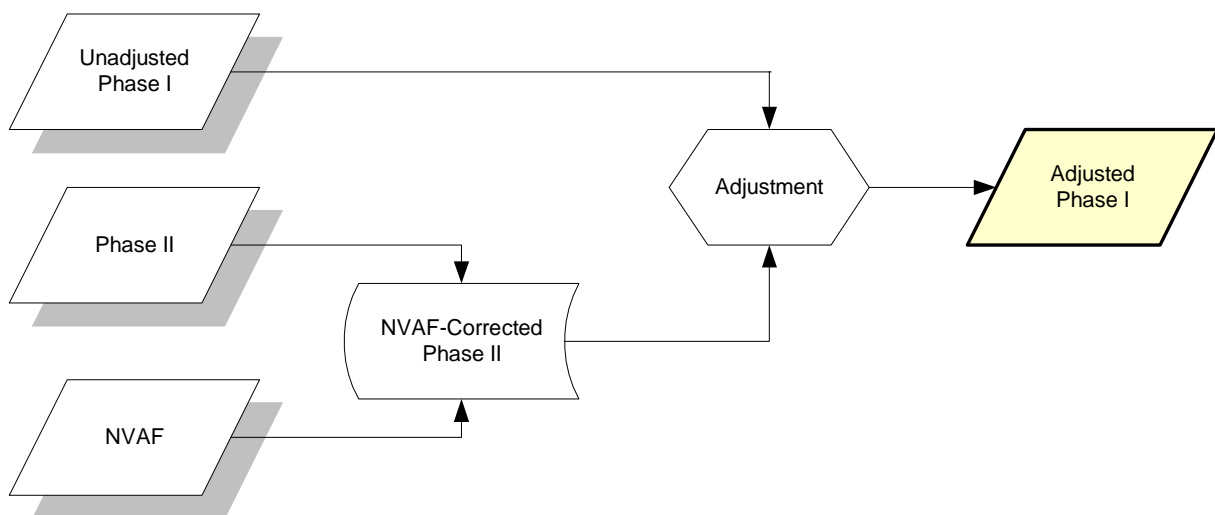 Unadjusted
Phase I
Phase II
NVAF
NVAF-Corrected
Phase II
Adjustment
Adjusted
Phase I